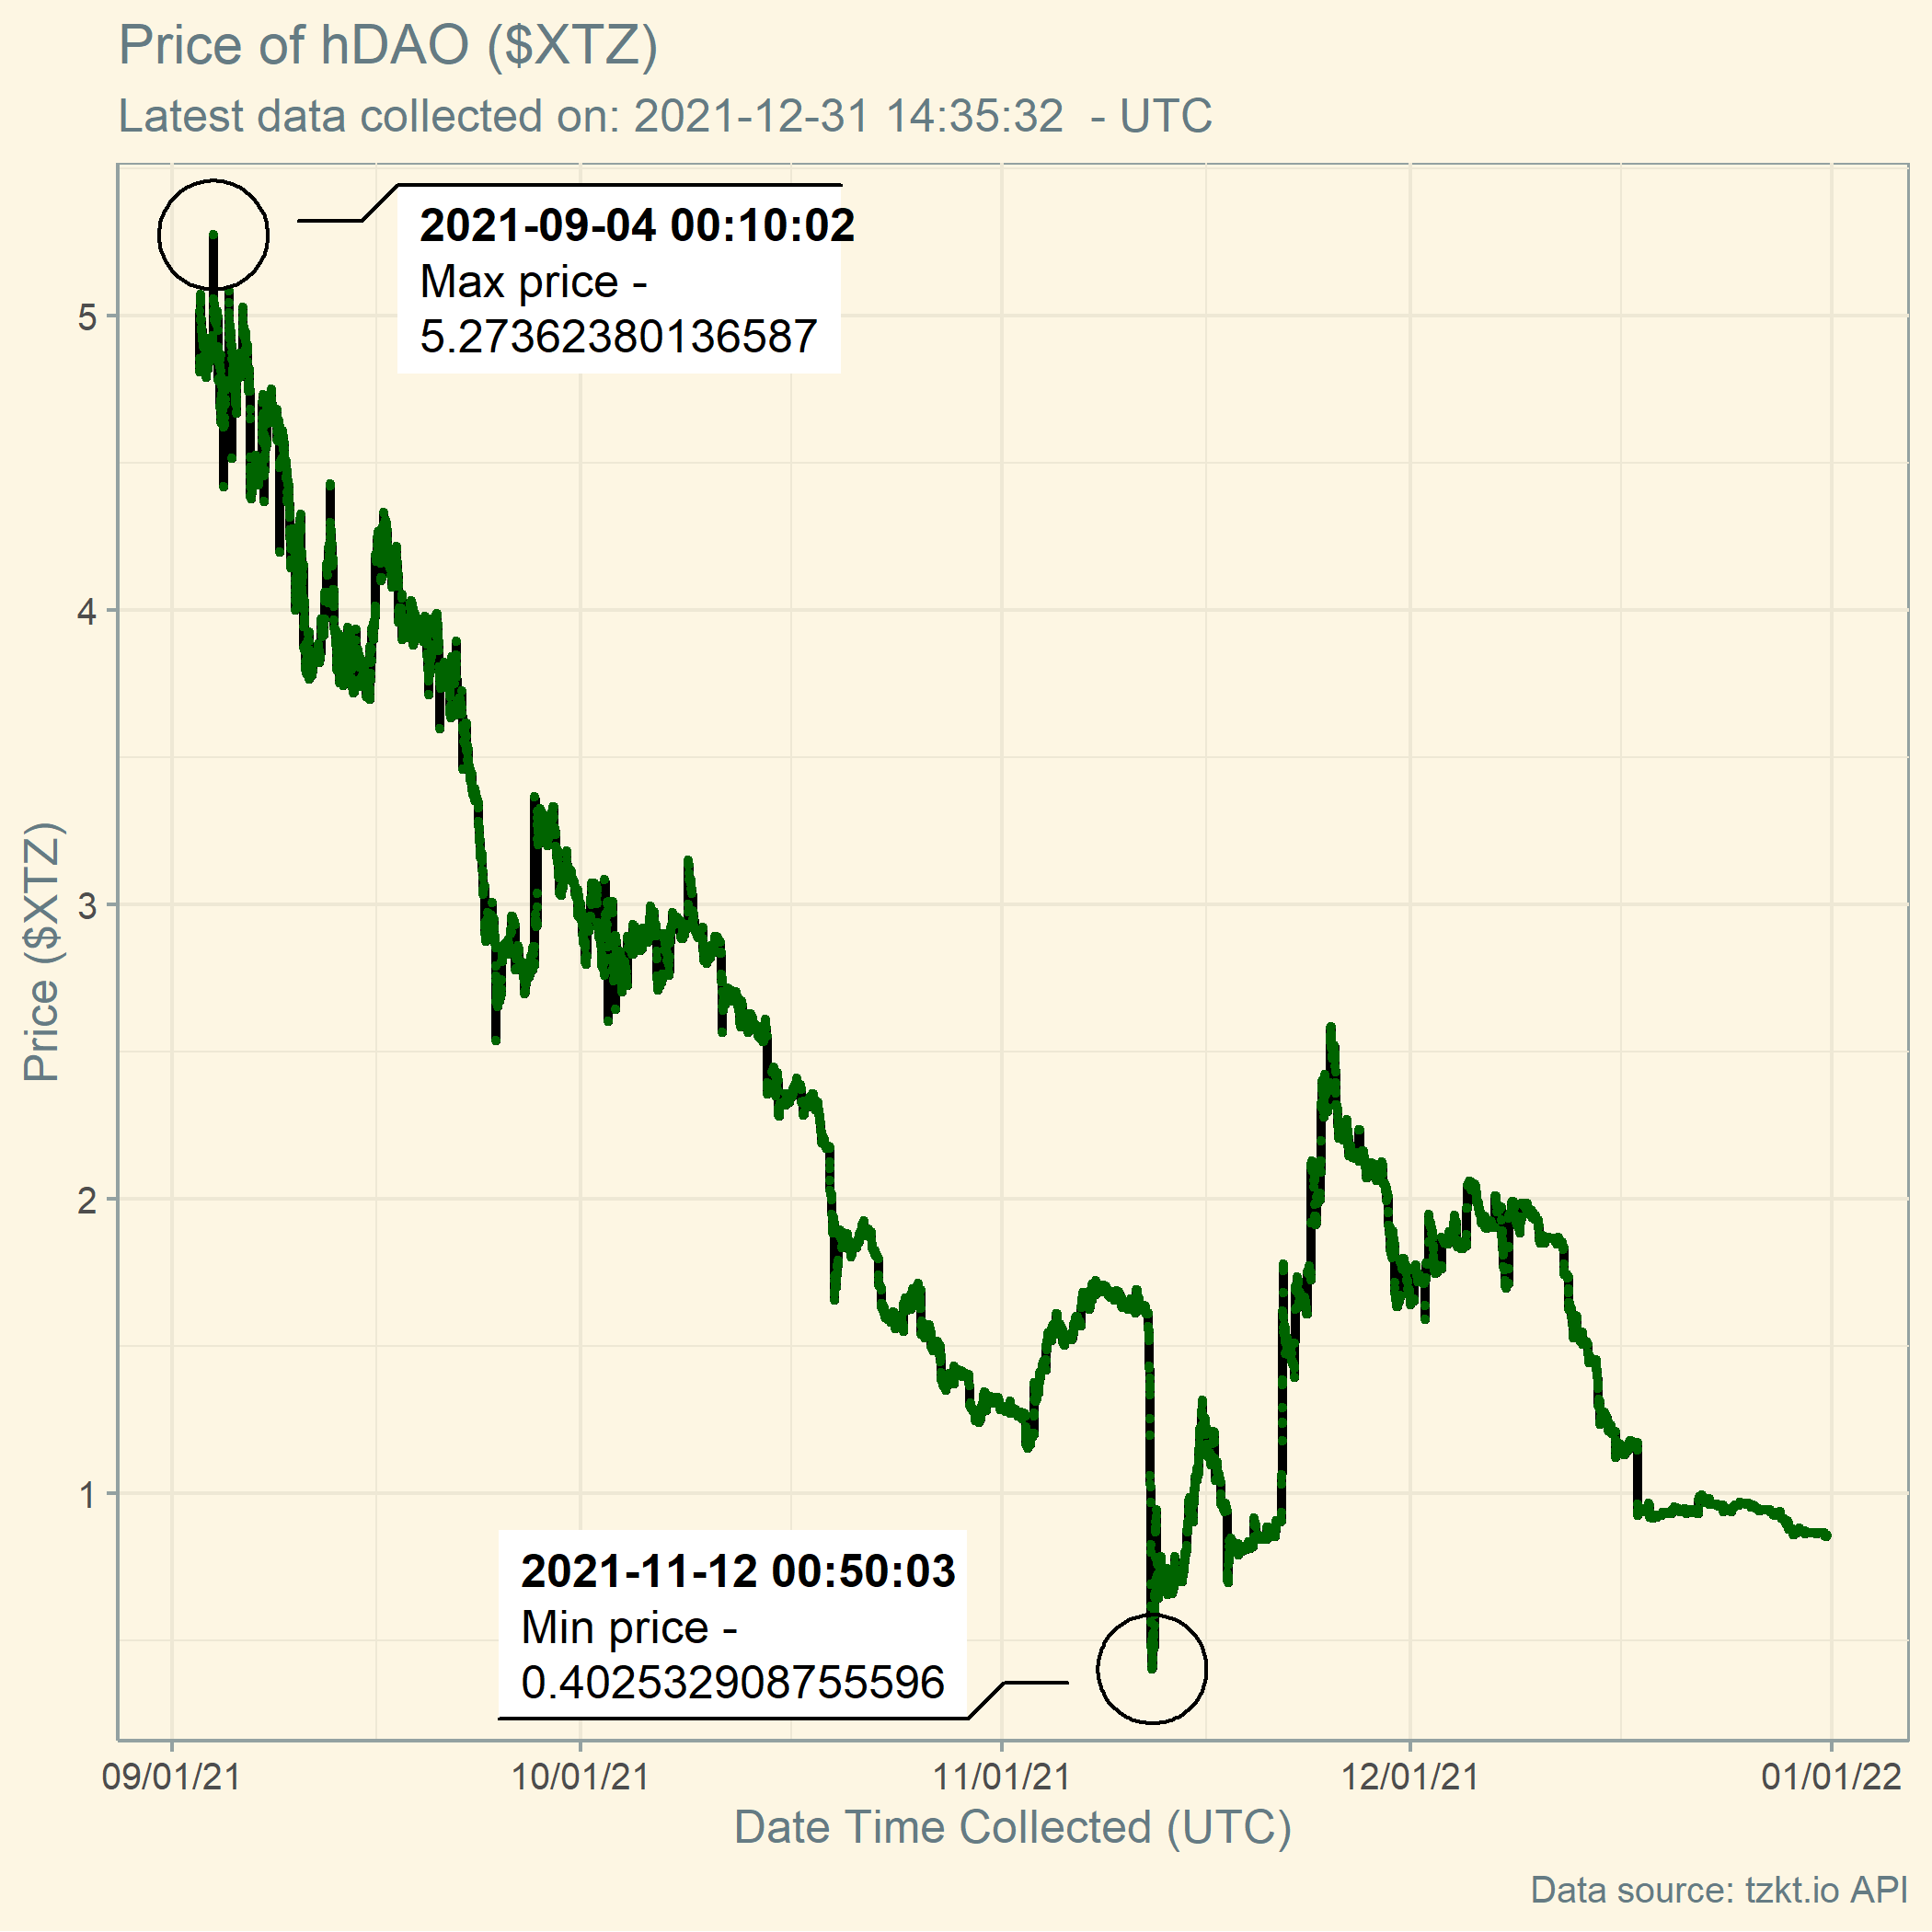 Price of hDAO ($XTZ)
Latest data collected on: 2021-12-31 14:35:32  - UTC
2021-09-04 00:10:02
Max price -
5.27362380136587
5
4
3
2
1
Price ($XTZ)
2021-11-12 00:50:03
Min price -
0.402532908755596
09/01/21 10/01/21 11/01/21 12/01/21 01/01/22
Date Time Collected (UTC)
Data source: tzkt.io API